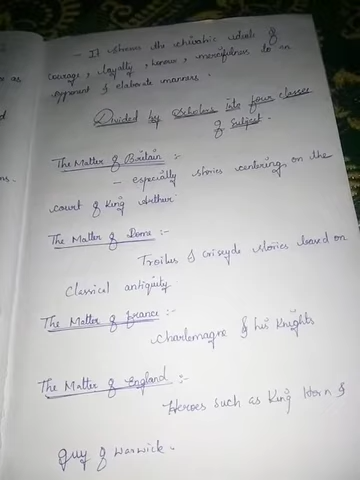 - It stresses the chivalric ideals of
courage, loyalty, honour, mercifulness to an
opponent & elaborate manners.
Divided by Scholars into four classes
of Subject.
The Matter of Britain :-
- especially stories centering on the
court of King Arthur
The Matter of Rome :-
Troilus & criseyde stories based on
Classical antiquity
The Matter of France :-
Charlemagne & his Knights
The Matter of England :-
Heroes such as King Horn &
Guy of Warwick.